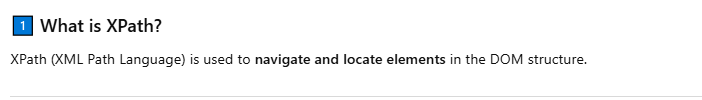 1 What is XPath?
XPath (XML Path Language) is used to navigate and locate elements in the DOM structure.